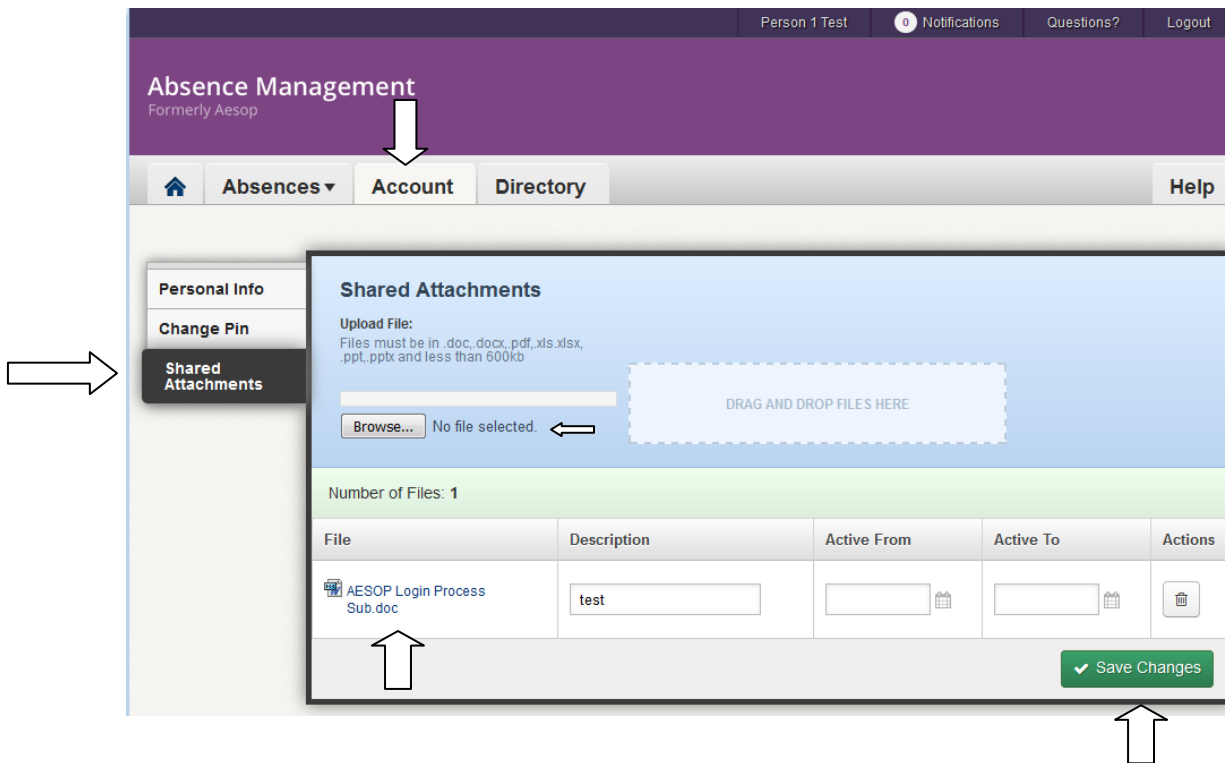 Person 1 Test 0 Notifications Questions? Logout
Absence Management
Formerly Aesop
Absences Account Directory Help
Personal Info
Change Pin
Shared
Attachments
Shared Attachments
Upload File:
Files must be in .doc,.docx,.pdf,.xls.xlsx,
.ppt,.pptx and less than 600kb
DRAG AND DROP FILES HERE
Browse... No file selected.
Number of Files: 1
File Description Active From Active To Actions
AESOP Login Process
Sub.doc
test
Save Changes